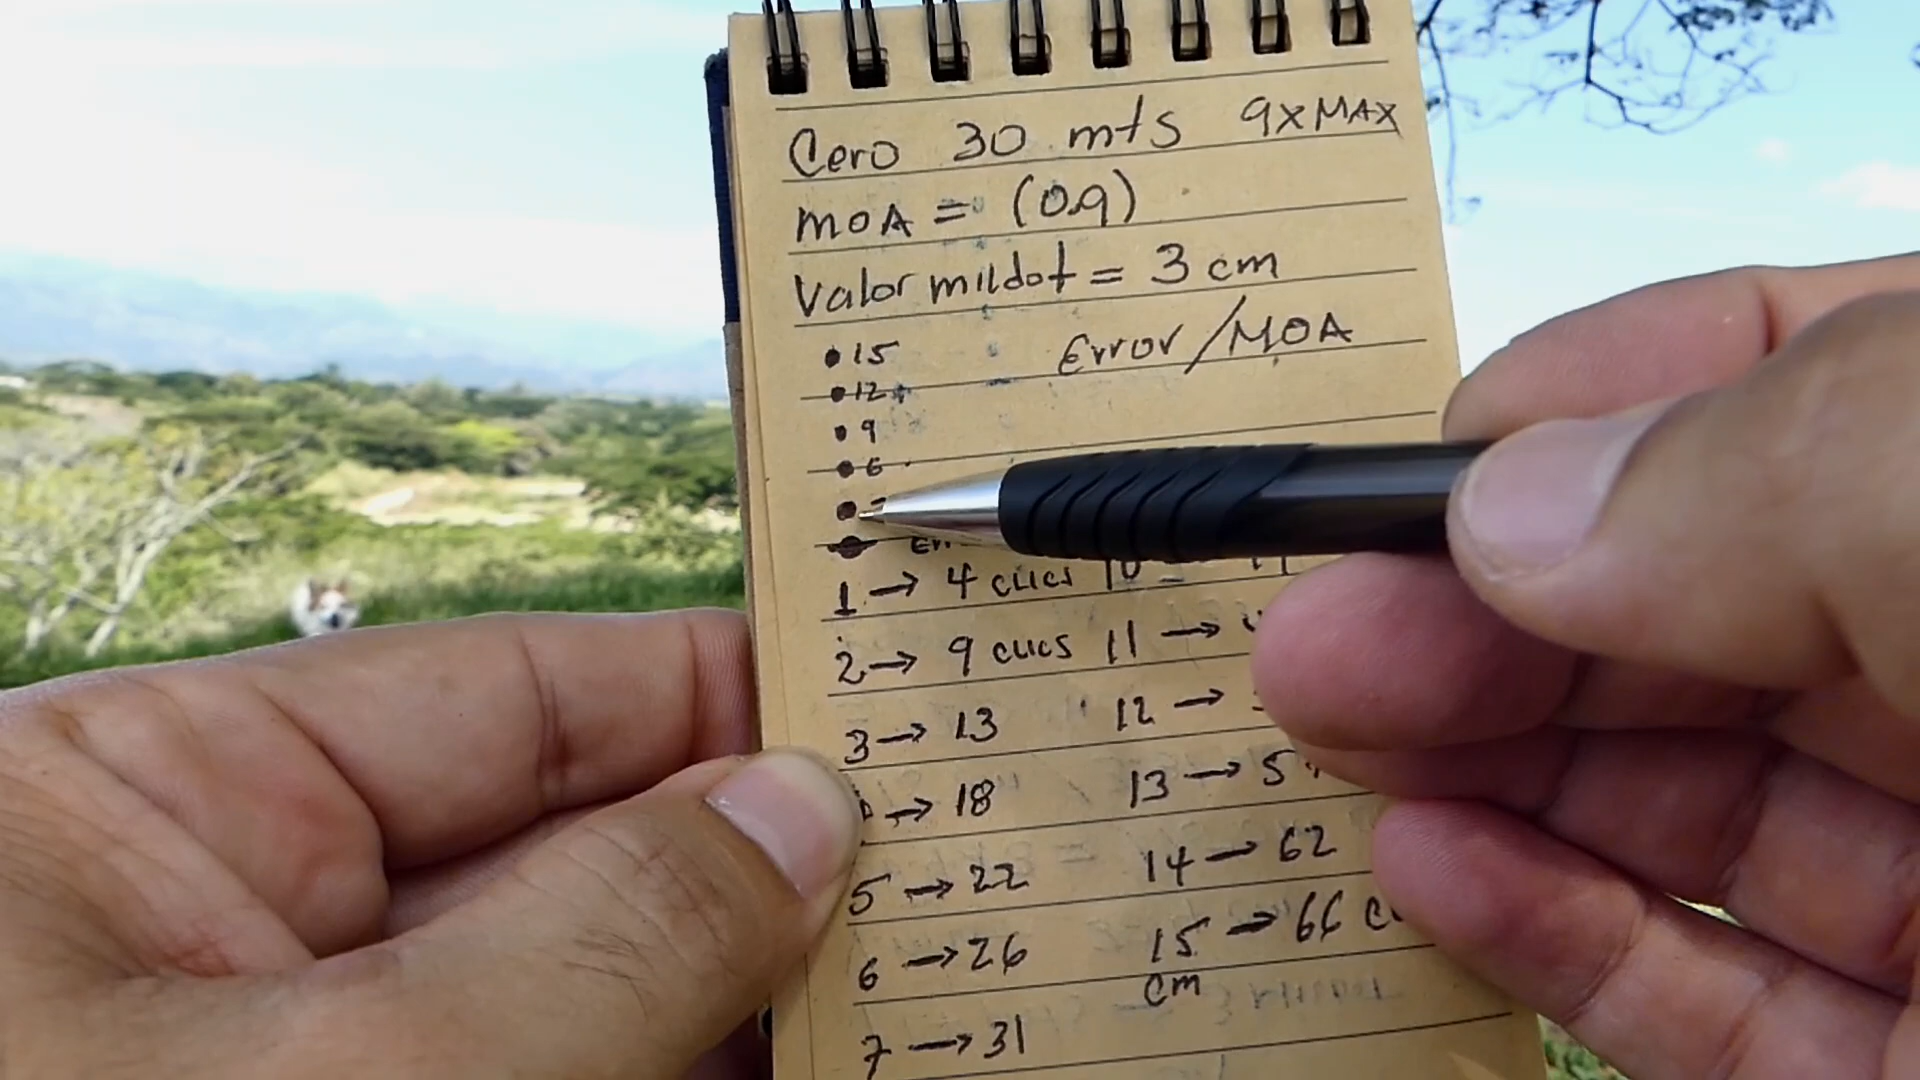 Cero 30 mts 9XMAX
MOA = (0.9)
Valor mildot = 3 cm
•15 Error/MOA
•12
•9
•6
1→ 4 clics 10
2→ 9 clics 11→
3→13 12→
→18 13→5
5→22 14→62
6→26 15→66
cm
7→31